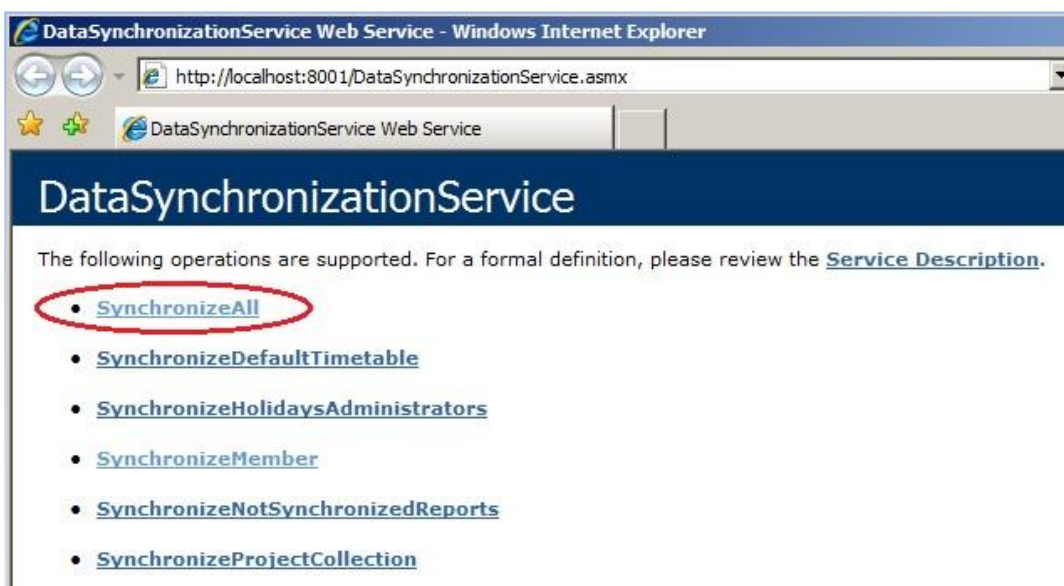 DataSynchronizationService Web Service - Windows Internet Explorer
http://localhost:8001/DataSynchronizationService.asmx
DataSynchronizationService Web Service
DataSynchronizationService
The following operations are supported. For a formal definition, please review the Service Description.
SynchronizeAll
SynchronizeDefaultTimetable
SynchronizeHolidaysAdministrators
SynchronizeMember
SynchronizeNotSynchronizedReports
SynchronizeProjectCollection